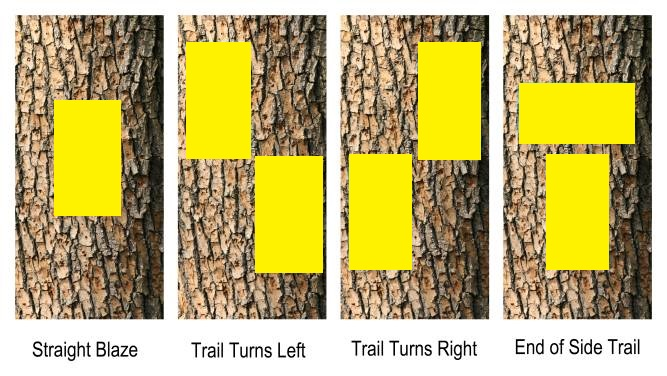 Straight Blaze
Trail Turns Left
Trail Turns Right
End of Side Trail